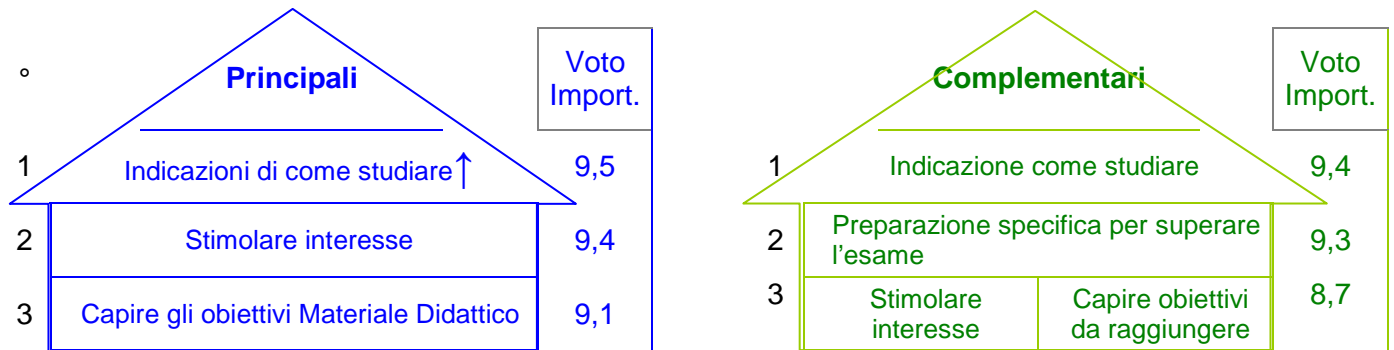 °
Principali
Voto
Import.
1
Indicazioni di come studiare↑
9,5
2
Stimolare interesse
9,4
3
Capire gli obiettivi Materiale Didattico
9,1
Complementari
Voto
Import.
1
Indicazione come studiare
9,4
2
Preparazione specifica per superare
l'esame
9,3
3
Stimolare
interesse
Capire obiettivi
da raggiungere
8,7